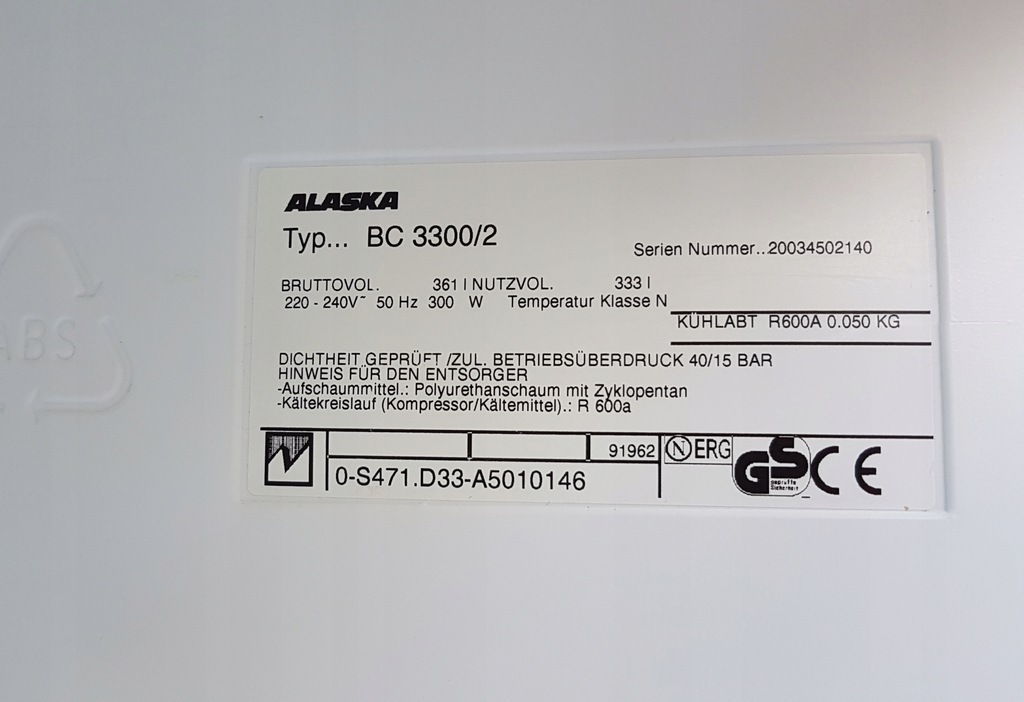 ALASKA
Typ... BC 3300/2
Serien Nummer..20034502140
BRUTTOVOL. 361 l NUTZVOL. 333 l
220 - 240V~ 50 Hz 300 W Temperatur Klasse N
KÜHLABT R600A 0.050 KG
DICHTHEIT GEPRÜFT /ZUL. BETRIEBSÜBERDRUCK 40/15 BAR
HINWEIS FÜR DEN ENTSORGER
-Aufschaummittel.: Polyurethanschaum mit Zyklopentan
-Kältekreislauf (Kompressor/Kältemittel).: R 600a
91962
N ERG
0-S471.D33-A5010146
GS
geprüfte
Sicherheit
CE
ABS